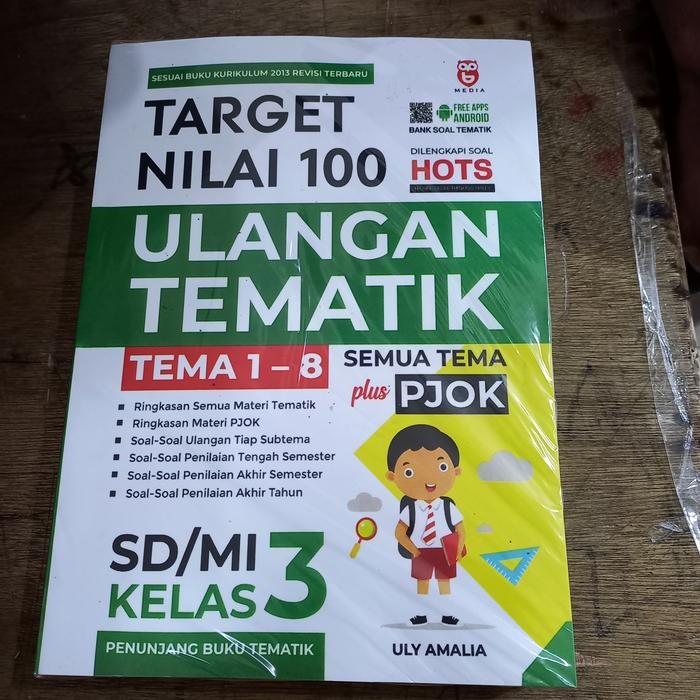 SESUAI BUKU KURIKULUM 2013 REVISI TERBARU
MEDIA
TARGET
NILAI 100
FREE APPS
ANDROID
BANK SOAL TEMATIK
DILENGKAPI SOAL
HOTS
ULANGAN
TEMATIK
TEMA 1 – 8
SEMUA TEMA
plus PJOK
Ringkasan Semua Materi Tematik
Ringkasan Materi PJOK
Soal-Soal Ulangan Tiap Subtema
Soal-Soal Penilaian Tengah Semester
Soal-Soal Penilaian Akhir Semester
Soal-Soal Penilaian Akhir Tahun
SD/MI
KELAS 3
PENUNJANG BUKU TEMATIK
ULY AMALIA